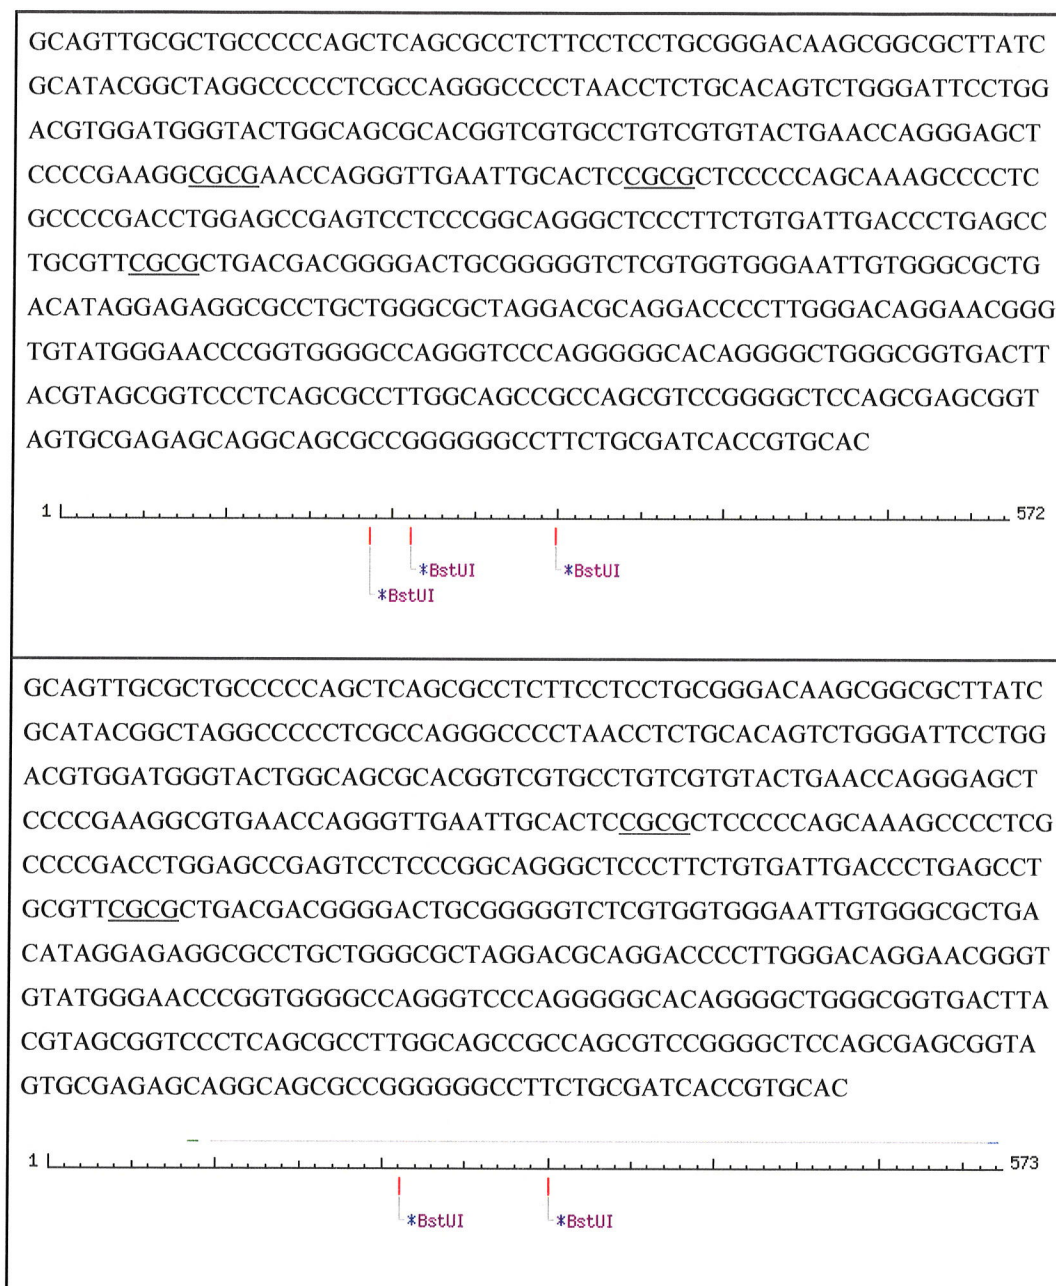 GCAGTTGCGCTGCCCCCAGCTCAGCGCCTCTTCCTCCTGCGGGACAAGCGGCGCTTATC
GCATACGGCTAGGCCCCCTCGCCAGGGCCCCTAACCTCTGCACAGTCTGGGATTCCTGG
ACGTGGATGGGTACTGGCAGCGCACGGTCGTGCCTGTCGTGTACTGAACCAGGGAGCT
CCCCGAAGGCGCGAACCAGGGTTGAATTGCACTCCGCGCTCCCCCAGCAAAGCCCCTC
GCCCCGACCTGGAGCCGAGTCCTCCCGGCAGGGCTCCCTTCTGTGATTGACCCTGAGCC
TGCGTTCGCGCTGACGACGGGGACTGCGGGGGTCTCGTGGTGGGAATTGTGGGCGCTG
ACATAGGAGAGGCGCCTGCTGGGCGCTAGGACGCAGGACCCCTTGGGACAGGAACGGG
TGTATGGGAACCCGGTGGGGCCAGGGTCCCAGGGGGCACAGGGGCTGGGCGGTGACTT
ACGTAGCGGTCCCTCAGCGCCTTGGCAGCCGCCAGCGTCCGGGGCTCCAGCGAGCGGT
AGTGCGAGAGCAGGCAGCGCCGGGGGGCCTTCTGCGATCACCGTGCAC
1 572
*BstUI *BstUI
*BstUI
GCAGTTGCGCTGCCCCCAGCTCAGCGCCTCTTCCTCCTGCGGGACAAGCGGCGCTTATC
GCATACGGCTAGGCCCCCTCGCCAGGGCCCCTAACCTCTGCACAGTCTGGGATTCCTGG
ACGTGGATGGGTACTGGCAGCGCACGGTCGTGCCTGTCGTGTACTGAACCAGGGAGCT
CCCCGAAGGCGTGAACCAGGGTTGAATTGCACTCCGCGCTCCCCCAGCAAAGCCCCTCG
CCCCGACCTGGAGCCGAGTCCTCCCGGCAGGGCTCCCTTCTGTGATTGACCCTGAGCCT
GCGTTCGCGCTGACGACGGGGACTGCGGGGGTCTCGTGGTGGGAATTGTGGGCGCTGA
CATAGGAGAGGCGCCTGCTGGGCGCTAGGACGCAGGACCCCTTGGGACAGGAACGGGT
GTATGGGAACCCGGTGGGGCCAGGGTCCCAGGGGGCACAGGGGCTGGGCGGTGACTTA
CGTAGCGGTCCCTCAGCGCCTTGGCAGCCGCCAGCGTCCGGGGCTCCAGCGAGCGGTA
GTGCGAGAGCAGGCAGCGCCGGGGGGCCTTCTGCGATCACCGTGCAC
1 573
*BstUI *BstUI